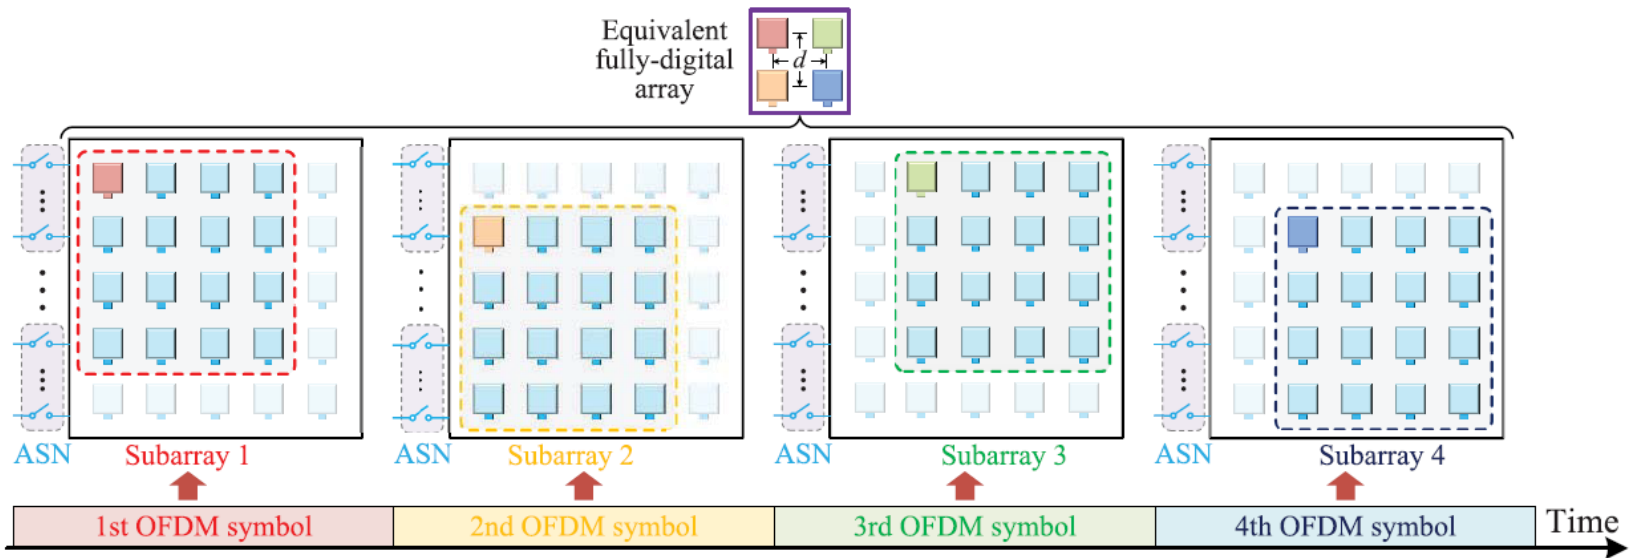 Equivalent
fully-digital
array
d
ASN
Subarray 1
ASN
Subarray 2
ASN
Subarray 3
ASN
Subarray 4
1st OFDM symbol
2nd OFDM symbol
3rd OFDM symbol
4th OFDM symbol
Time